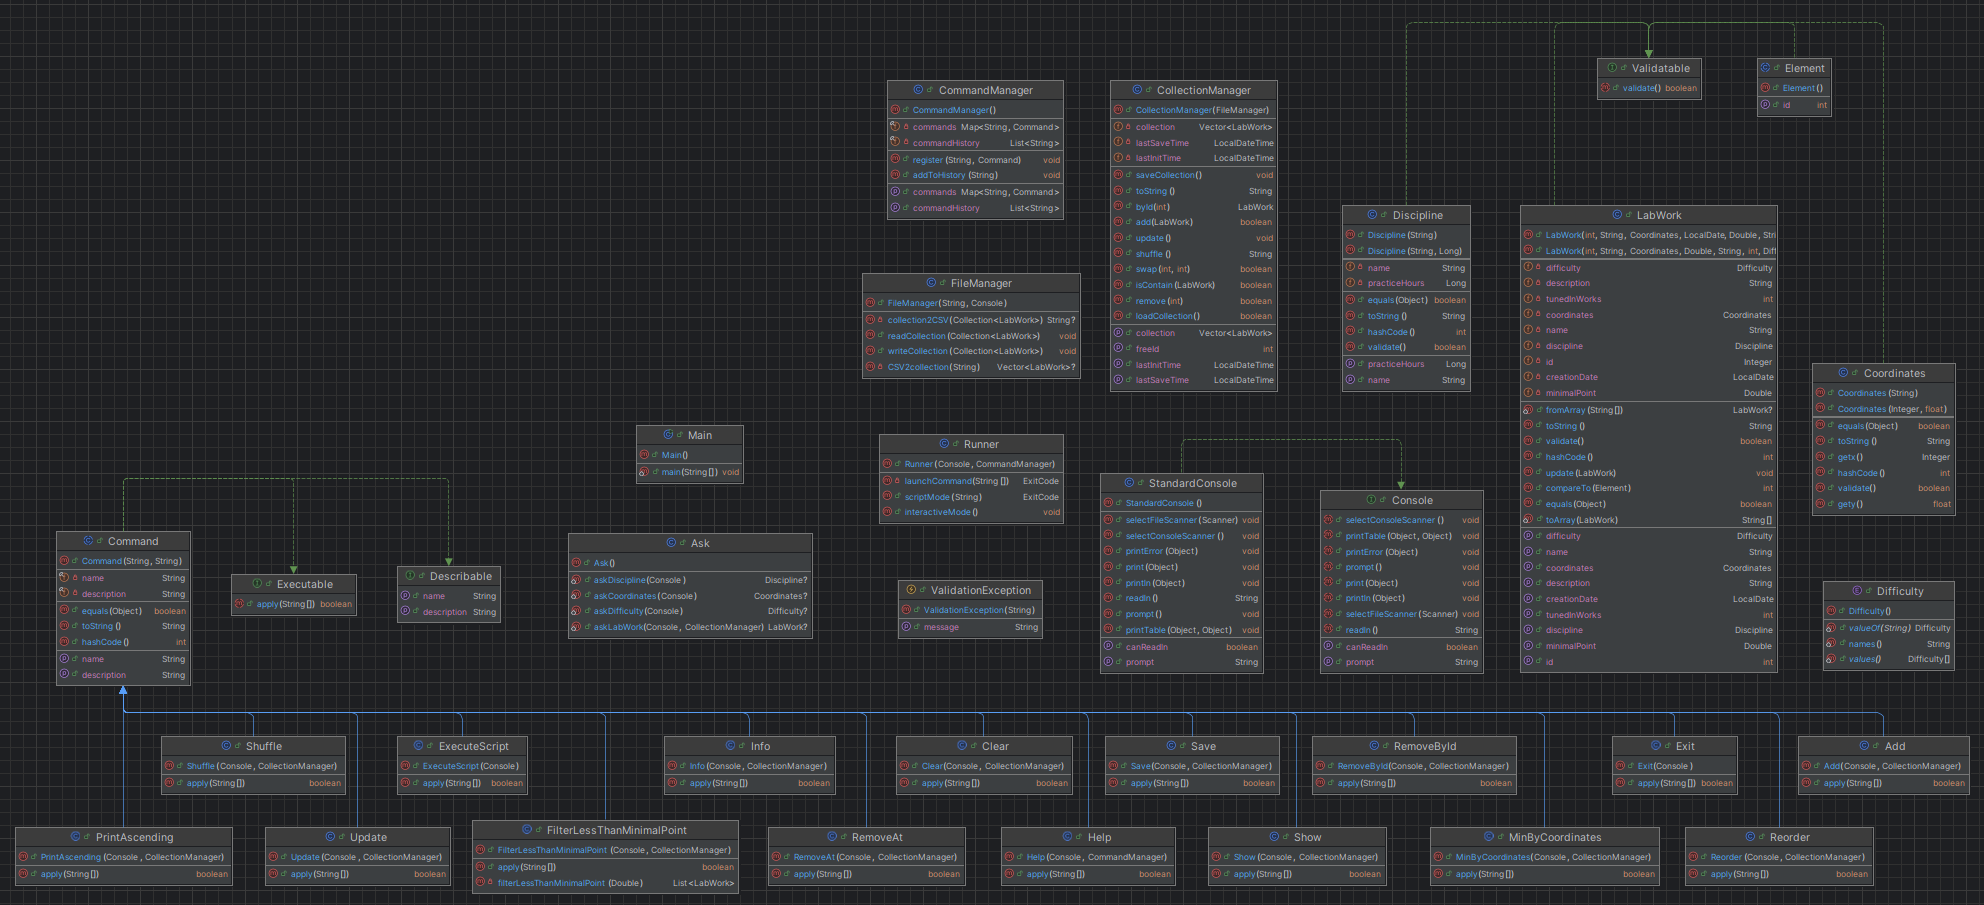 Validatable
validate() boolean
Element
Element()
id int
CommandManager
CommandManager()
commands Map<String, Command>
commandHistory List<String>
register(String, Command) void
addToHistory(String) void
commands Map<String, Command>
commandHistory List<String>
CollectionManager
CollectionManager(FileManager)
collection Vector<LabWork>
lastSaveTime LocalDateTime
lastInitTime LocalDateTime
saveCollection() void
toString() String
byId(int) LabWork
add(LabWork) boolean
update() void
shuffle() String
swap(int, int) boolean
isContain(LabWork) boolean
remove(int) boolean
loadCollection() boolean
collection Vector<LabWork>
freeId int
lastInitTime LocalDateTime
lastSaveTime LocalDateTime
Discipline
Discipline(String)
Discipline(String, Long)
name String
practiceHours Long
equals(Object) boolean
toString() String
hashCode() int
validate() boolean
practiceHours Long
name String
LabWork
LabWork(int, String, Coordinates, LocalDate, Double, Stri
LabWork(int, String, Coordinates, Double, String, int, Diff
difficulty Difficulty
description String
tunedInWorks int
coordinates Coordinates
name String
discipline Discipline
id Integer
creationDate LocalDate
minimalPoint Double
fromArray(String[]) LabWork?
toString() String
validate() boolean
hashCode() int
update(LabWork) void
compareTo(Element) int
equals(Object) boolean
toArray(LabWork) String[]
difficulty Difficulty
name String
coordinates Coordinates
description String
creationDate LocalDate
tunedInWorks int
discipline Discipline
minimalPoint Double
id int
FileManager
FileManager(String, Console)
collection2CSV(Collection<LabWork>) String?
readCollection(Collection<LabWork>) void
writeCollection(Collection<LabWork>) void
CSV2collection(String) Vector<LabWork>?
Coordinates
Coordinates(String)
Coordinates(Integer, float)
equals(Object) boolean
toString() String
getx() Integer
hashCode() int
validate() boolean
gety() float
Main
Main()
main(String[]) void
Runner
Runner(Console, CommandManager)
launchCommand(String[]) ExitCode
scriptMode(String) ExitCode
interactiveMode() void
StandardConsole
StandardConsole()
selectFileScanner(Scanner) void
selectConsoleScanner() void
printError(Object) void
print(Object) void
println(Object) void
readln() String
prompt() void
printTable(Object, Object) void
canReadln boolean
prompt String
Console
selectConsoleScanner() void
printTable(Object, Object) void
printError(Object) void
prompt() void
print(Object) void
println(Object) void
selectFileScanner(Scanner) void
readln() String
canReadln boolean
prompt String
Command
Command(String, String)
name String
description String
equals(Object) boolean
toString() String
hashCode() int
name String
description String
Executable
apply(String[]) boolean
Describable
name String
description String
Ask
Ask()
askDiscipline(Console) Discipline?
askCoordinates(Console) Coordinates?
askDifficulty(Console) Difficulty?
askLabWork(Console, CollectionManager) LabWork?
ValidationException
ValidationException(String)
message String
Difficulty
Difficulty()
valueOf(String) Difficulty
names() String
values() Difficulty[]
Shuffle
Shuffle(Console, CollectionManager)
apply(String[]) boolean
ExecuteScript
ExecuteScript(Console)
apply(String[]) boolean
Info
Info(Console, CollectionManager)
apply(String[]) boolean
Clear
Clear(Console, CollectionManager)
apply(String[]) boolean
Save
Save(Console, CollectionManager)
apply(String[]) boolean
RemoveById
RemoveById(Console, CollectionManager)
apply(String[]) boolean
Exit
Exit(Console)
apply(String[]) boolean
Add
Add(Console, CollectionManager)
apply(String[]) boolean
PrintAscending
PrintAscending(Console, CollectionManager)
apply(String[]) boolean
Update
Update(Console, CollectionManager)
apply(String[]) boolean
FilterLessThanMinimalPoint
FilterLessThanMinimalPoint(Console, CollectionManager)
apply(String[]) boolean
filterLessThanMinimalPoint(Double) List<LabWork>
RemoveAt
RemoveAt(Console, CollectionManager)
apply(String[]) boolean
Help
Help(Console, CommandManager)
apply(String[]) boolean
Show
Show(Console, CollectionManager)
apply(String[]) boolean
MinByCoordinates
MinByCoordinates(Console, CollectionManager)
apply(String[]) boolean
Reorder
Reorder(Console, CollectionManager)
apply(String[]) boolean